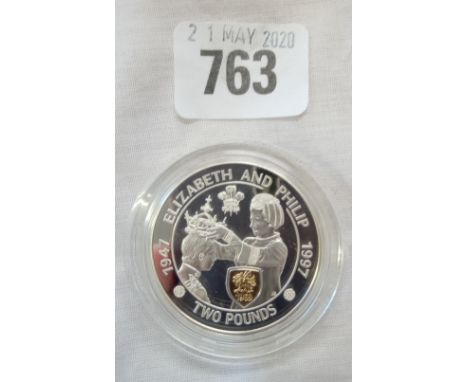 21 MAY 2020
763
1947 ELIZABETH AND PHILIP 1997
TWO POUNDS